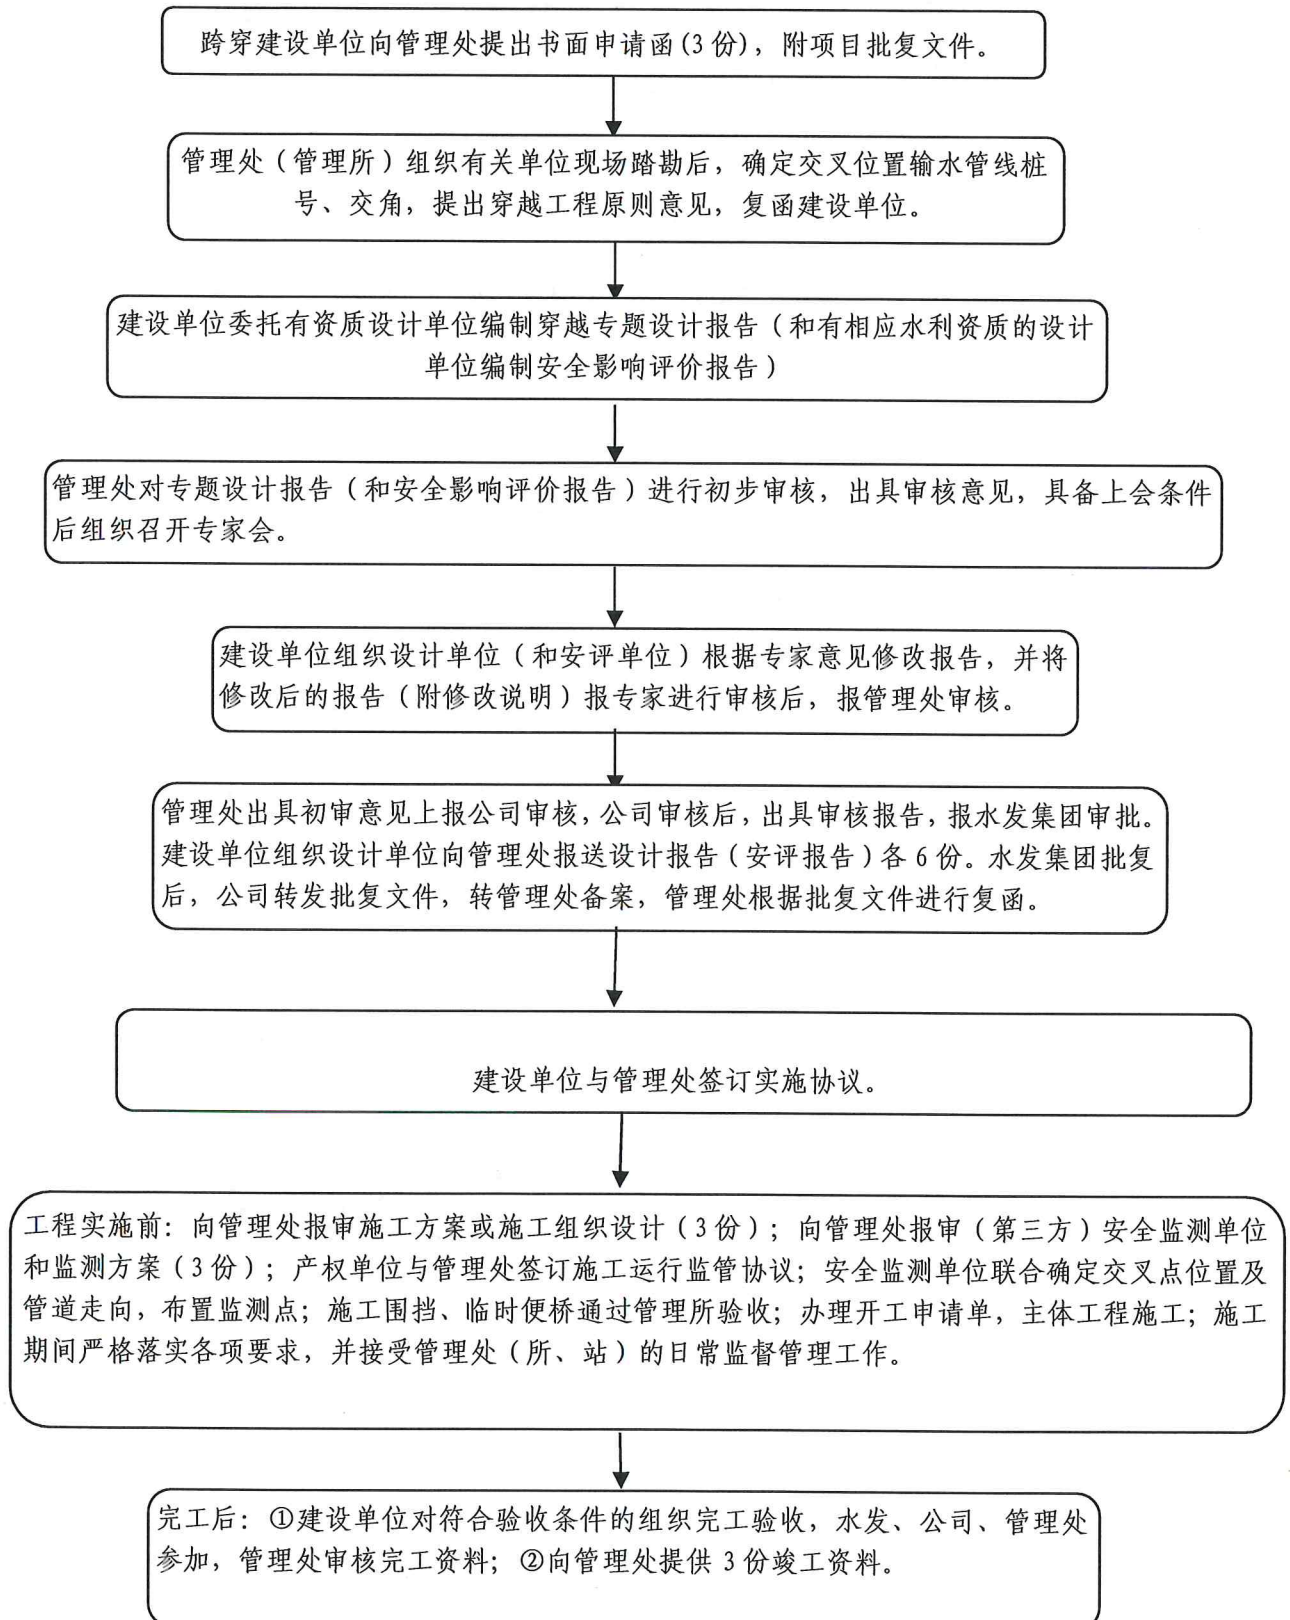 跨穿建设单位向管理处提出书面申请函(3份)，附项目批复文件。
管理处（管理所）组织有关单位现场踏勘后，确定交叉位置输水管线桩
号、交角，提出穿越工程原则意见，复函建设单位。
建设单位委托有资质设计单位编制穿越专题设计报告（和有相应水利资质的设计
单位编制安全影响评价报告）
管理处对专题设计报告（和安全影响评价报告）进行初步审核，出具审核意见，具备上会条件
后组织召开专家会。
建设单位组织设计单位（和安评单位）根据专家意见修改报告，并将
修改后的报告（附修改说明）报专家进行审核后，报管理处审核。
管理处出具初审意见上报公司审核，公司审核后，出具审核报告，报水发集团审批。
建设单位组织设计单位向管理处报送设计报告（安评报告）各6份。水发集团批复
后，公司转发批复文件，转管理处备案，管理处根据批复文件进行复函。
建设单位与管理处签订实施协议。
工程实施前：向管理处报审施工方案或施工组织设计（3份）；向管理处报审（第三方）安全监测单位
和监测方案（3份）；产权单位与管理处签订施工运行监管协议；安全监测单位联合确定交叉点位置及
管道走向，布置监测点；施工围挡、临时便桥通过管理所验收；办理开工申请单，主体工程施工；施工
期间严格落实各项要求，并接受管理处（所、站）的日常监督管理工作。
完工后：①建设单位对符合验收条件的组织完工验收，水发、公司、管理处
参加，管理处审核完工资料；②向管理处提供3份竣工资料。